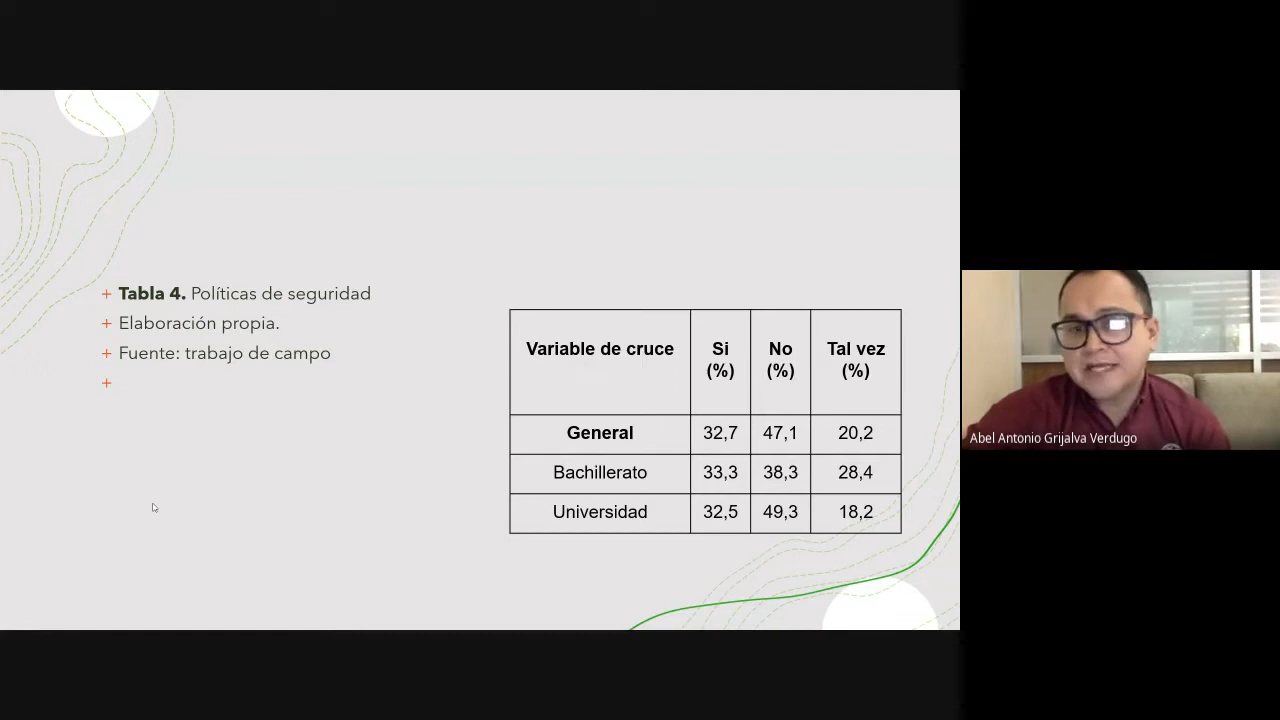 + Tabla 4. Políticas de seguridad
+ Elaboración propia.
+ Fuente: trabajo de campo
+
Variable de cruce Si (%) No (%) Tal vez (%)
General 32,7 47,1 20,2
Bachillerato 33,3 38,3 28,4
Universidad 32,5 49,3 18,2
Abel Antonio Grijalva Verdugo